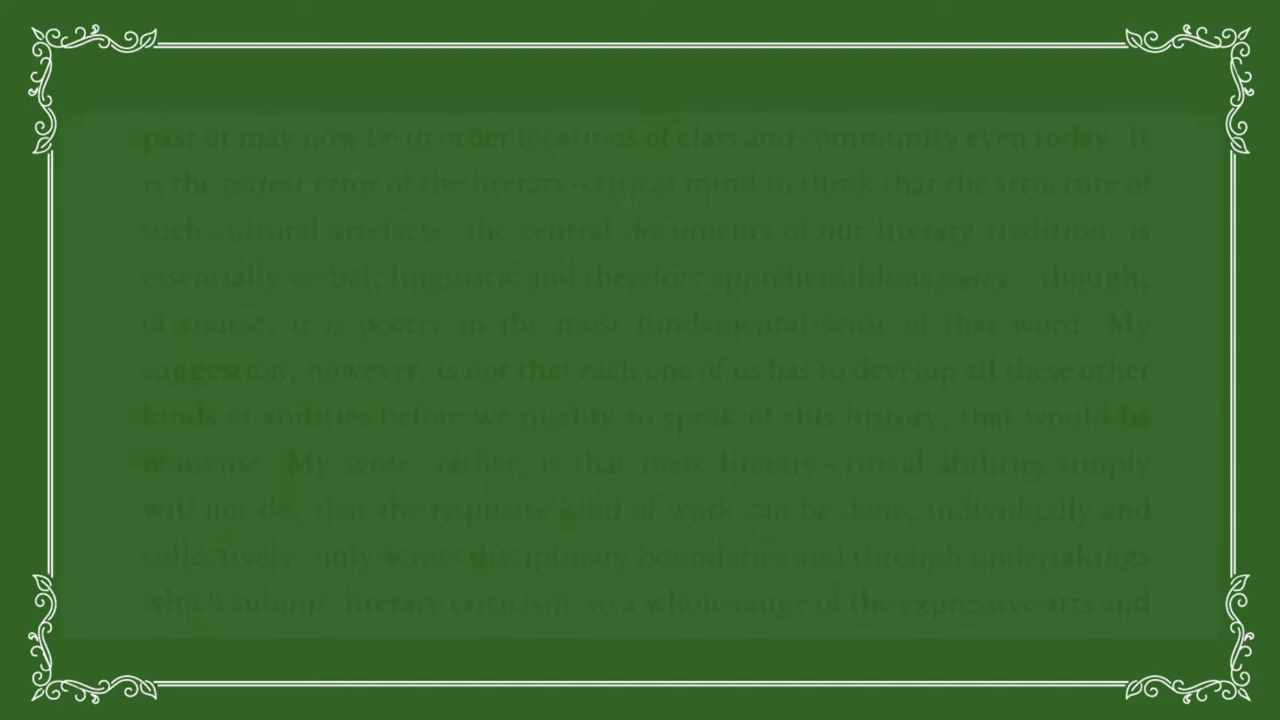 past or may now be in other locations of class and community even today. It
is the purest error of the literary-critical mind to think that the structure of
such cultural artefacts, the central documents of our literary tradition, is
essentially verbal, linguistic and therefore apprehensible as poetry – though,
of course, it is poetry in the most fundamental sense of that word. My
suggestion, however, is not that each one of us has to develop all these other
kinds of abilities before we qualify to speak of this history; that would be
nonsense. My sense, rather, is that mere literary-critical abilities simply
will not do, that the requisite kind of work can be done, individually and
collectively, only across disciplinary boundaries and through undertakings
which submit 'literary criticism' to a whole range of the expressive arts and